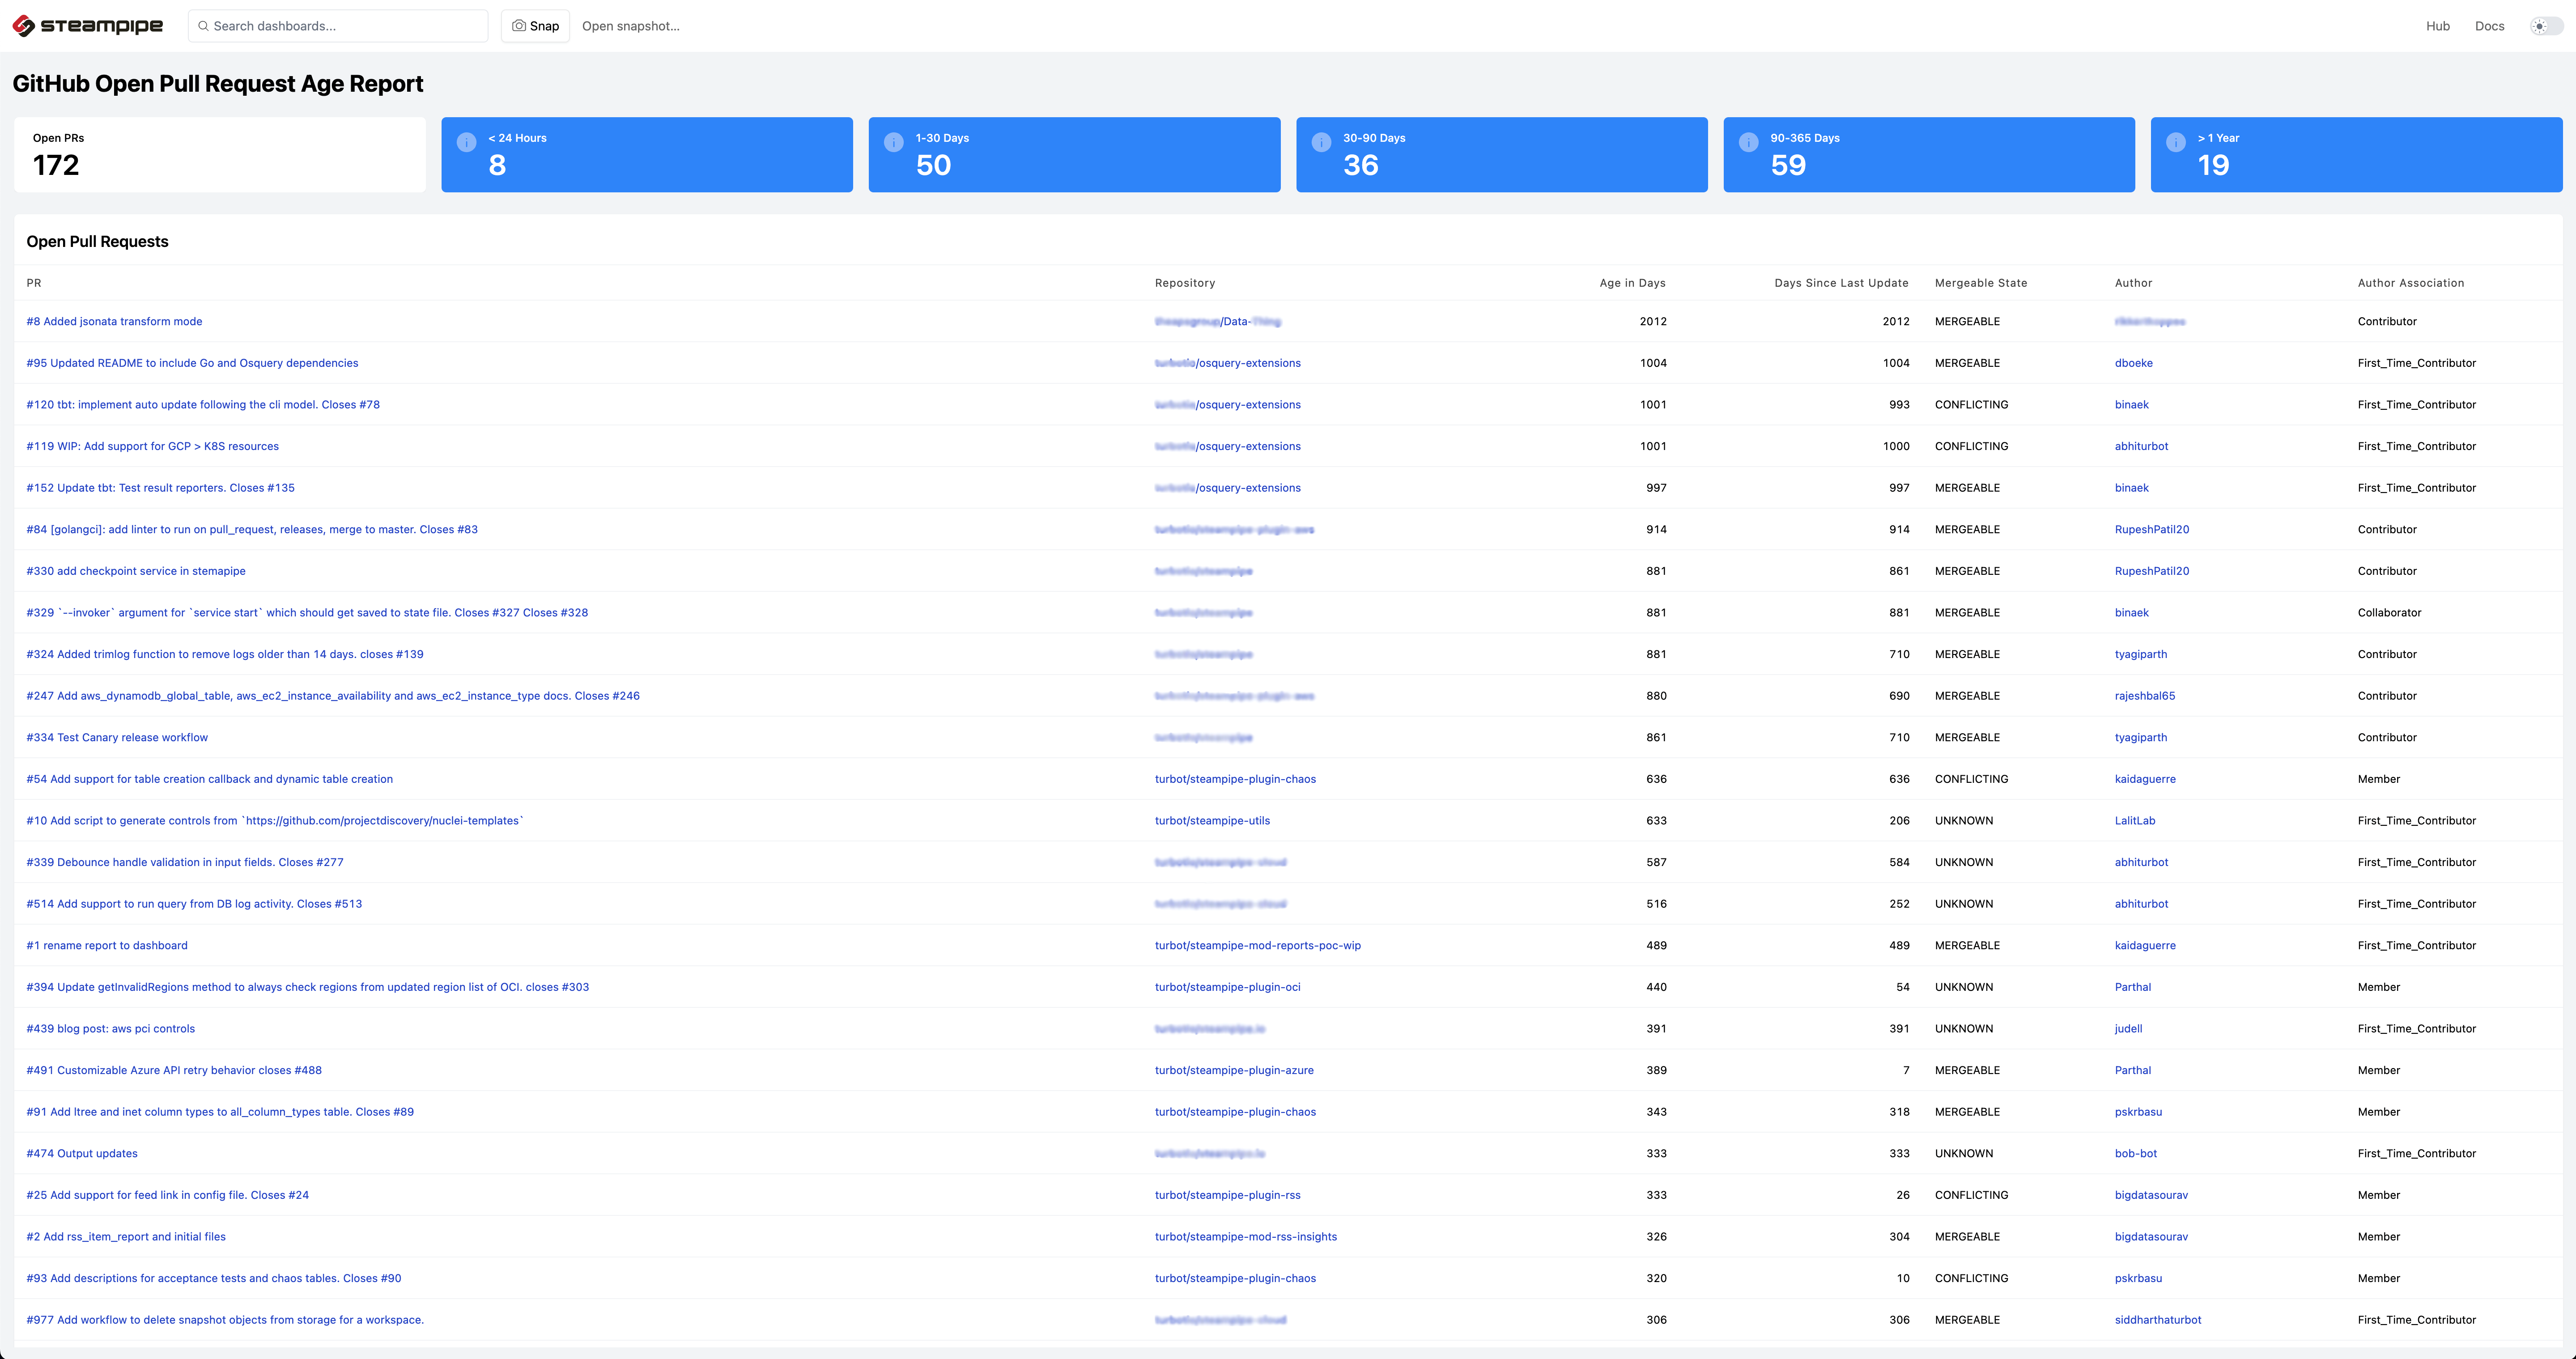 steampipe Search dashboards... Snap Open snapshot... Hub Docs
GitHub Open Pull Request Age Report
Open PRs
172
< 24 Hours
8
1-30 Days
50
30-90 Days
36
90-365 Days
59
> 1 Year
19
Open Pull Requests
PR Repository Age in Days Days Since Last Update Mergeable State Author Author Association
#8 Added jsonata transform mode /Data- 2012 2012 MERGEABLE Contributor
#95 Updated README to include Go and Osquery dependencies /osquery-extensions 1004 1004 MERGEABLE dboeke First_Time_Contributor
#120 tbt: implement auto update following the cli model. Closes #78 /osquery-extensions 1001 993 CONFLICTING binaek First_Time_Contributor
#119 WIP: Add support for GCP > K8S resources /osquery-extensions 1001 1000 CONFLICTING abhiturbot First_Time_Contributor
#152 Update tbt: Test result reporters. Closes #135 /osquery-extensions 997 997 MERGEABLE binaek First_Time_Contributor
#84 [golangci]: add linter to run on pull_request, releases, merge to master. Closes #83 914 914 MERGEABLE RupeshPatil20 Contributor
#330 add checkpoint service in stemapipe 881 861 MERGEABLE RupeshPatil20 Contributor
#329 `--invoker` argument for `service start` which should get saved to state file. Closes #327 Closes #328 881 881 MERGEABLE binaek Collaborator
#324 Added trimlog function to remove logs older than 14 days. closes #139 881 710 MERGEABLE tyagiparth Contributor
#247 Add aws_dynamodb_global_table, aws_ec2_instance_availability and aws_ec2_instance_type docs. Closes #246 880 690 MERGEABLE rajeshbal65 Contributor
#334 Test Canary release workflow 861 710 MERGEABLE tyagiparth Contributor
#54 Add support for table creation callback and dynamic table creation turbot/steampipe-plugin-chaos 636 636 CONFLICTING kaidaguerre Member
#10 Add script to generate controls from `https://github.com/projectdiscovery/nuclei-templates` turbot/steampipe-utils 633 206 UNKNOWN LalitLab First_Time_Contributor
#339 Debounce handle validation in input fields. Closes #277 587 584 UNKNOWN abhiturbot First_Time_Contributor
#514 Add support to run query from DB log activity. Closes #513 516 252 UNKNOWN abhiturbot First_Time_Contributor
#1 rename report to dashboard turbot/steampipe-mod-reports-poc-wip 489 489 MERGEABLE kaidaguerre First_Time_Contributor
#394 Update getInvalidRegions method to always check regions from updated region list of OCI. closes #303 turbot/steampipe-plugin-oci 440 54 UNKNOWN ParthaI Member
#439 blog post: aws pci controls 391 391 UNKNOWN judell First_Time_Contributor
#491 Customizable Azure API retry behavior closes #488 turbot/steampipe-plugin-azure 389 7 MERGEABLE ParthaI Member
#91 Add ltree and inet column types to all_column_types table. Closes #89 turbot/steampipe-plugin-chaos 343 318 MERGEABLE pskrbasu Member
#474 Output updates 333 333 UNKNOWN bob-bot First_Time_Contributor
#25 Add support for feed link in config file. Closes #24 turbot/steampipe-plugin-rss 333 26 CONFLICTING bigdatasourav Member
#2 Add rss_item_report and initial files turbot/steampipe-mod-rss-insights 326 304 MERGEABLE bigdatasourav Member
#93 Add descriptions for acceptance tests and chaos tables. Closes #90 turbot/steampipe-plugin-chaos 320 10 CONFLICTING pskrbasu Member
#977 Add workflow to delete snapshot objects from storage for a workspace. 306 306 MERGEABLE siddharthaturbot First_Time_Contributor